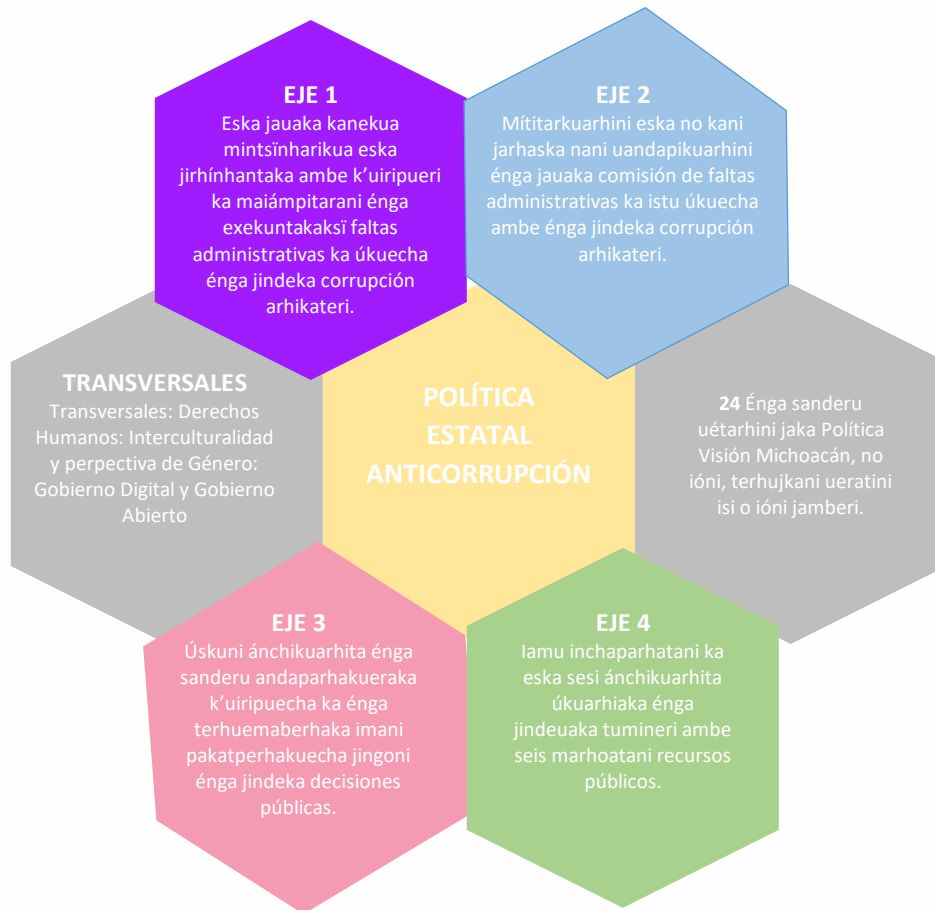 EJE 1
Eska jauaka kanekua
mintsïnharikua eska
jirhínhantaka ambe k'uiripueri
ka maiámpitarani énga
exekuntakaksï faltas
administrativas ka úkuecha
énga jindeka corrupción
arhikateri.
EJE 2
Mítitarkuarhini eska no kani
jarhaska nani uandapikuarhini
énga jauaka comisión de faltas
administrativas ka istu úkuecha
ambe énga jindeka corrupción
arhikateri.
TRANSVERSALES
Transversales: Derechos
Humanos: Interculturalidad
y perpectiva de Género:
Gobierno Digital y Gobierno
Abierto
POLÍTICA
ESTATAL
ANTICORRUPCIÓN
24 Énga sanderu
uétarhini jaka Política
Visión Michoacán, no
ióni, terhujkani ueratini
isi o ióni jamberi.
EJE 3
Úskuni ánchikuarhita énga
sanderu andaparhakueraka
k'uiripuecha ka énga
terhuemaberhaka imani
pakatperhakuecha jingoni
énga jindeka decisiones
públicas.
EJE 4
Iamu inchaparhatani ka
eska sesi ánchikuarhita
úkuarhiaka énga
jindeuaka tumineri ambe
seis marhoatani recursos
públicos.